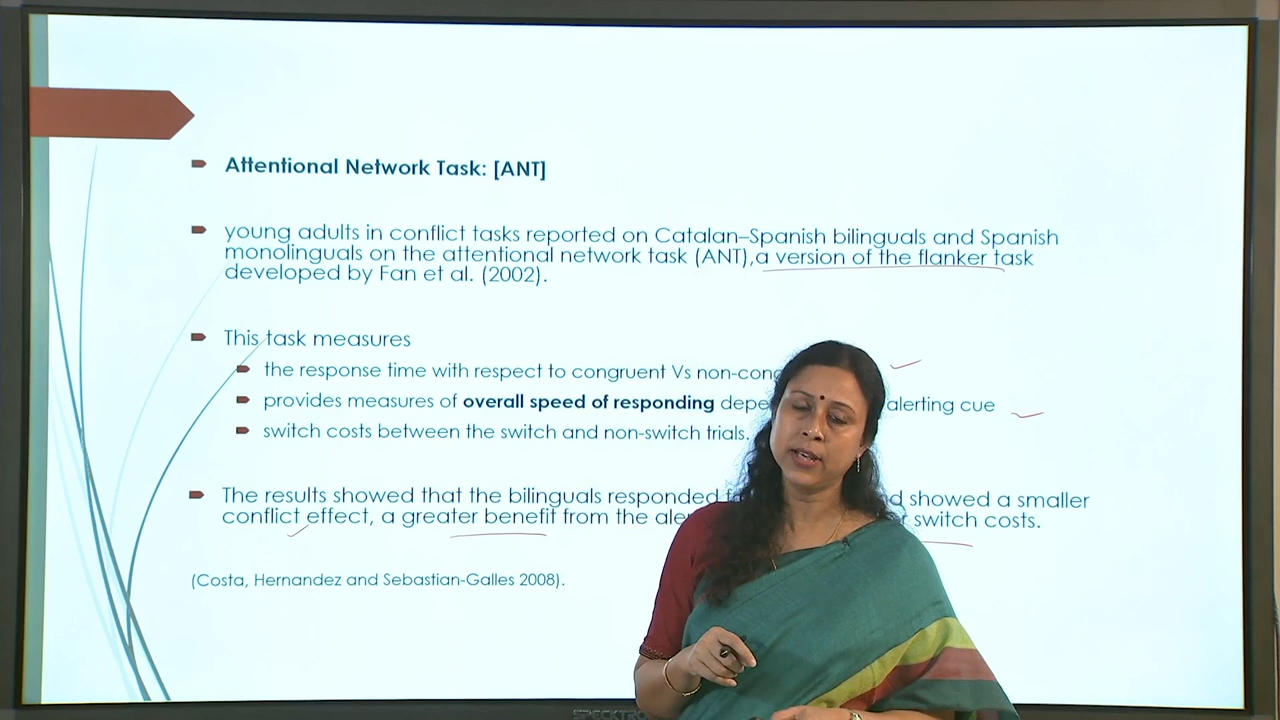 Attentional Network Task: [ANT]
young adults in conflict tasks reported on Catalan–Spanish bilinguals and Spanish
monolinguals on the attentional network task (ANT),a version of the flanker task
developed by Fan et al. (2002).
This task measures
the response time with respect to congruent Vs
provides measures of overall speed of responding alerting cue
switch costs between the switch and non-switch trials.
The results showed that the bilinguals responded showed a smaller
conflict effect, a greater benefit from the switch costs.
(Costa, Hernandez and Sebastian-Galles 2008).